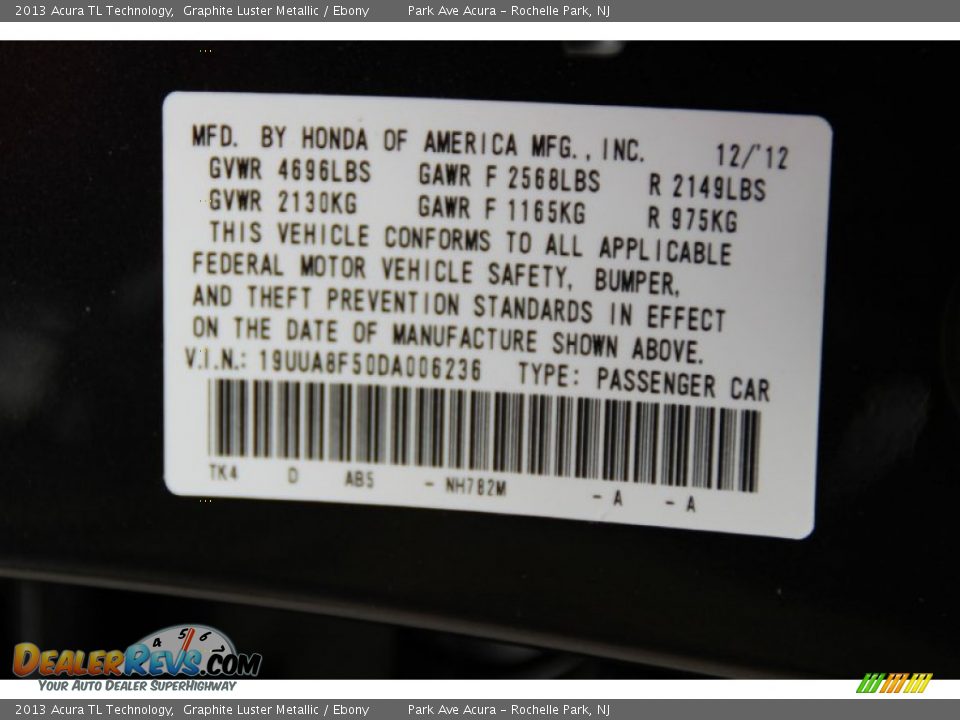 2013 Acura TL Technology,  Graphite Luster Metallic / Ebony  Park Ave Acura - Rochelle Park, NJ
MFD. BY HONDA OF AMERICA MFG., INC. 12/'12
GVWR 4696LBS GAWR F 2568LBS R 2149LBS
GVWR 2130KG GAWR F 1165KG R 975KG
THIS VEHICLE CONFORMS TO ALL APPLICABLE
FEDERAL MOTOR VEHICLE SAFETY, BUMPER,
AND THEFT PREVENTION STANDARDS IN EFFECT
ON THE DATE OF MANUFACTURE SHOWN ABOVE.
V.I.N.: 19UUA8F50DA006236 TYPE: PASSENGER CAR
TK4 D AB5 - NH782M - A - A
4 5 6
DEALERREVS.COM
YOUR AUTO DEALER SUPERHIGHWAY
2013 Acura TL Technology,  Graphite Luster Metallic / Ebony  Park Ave Acura - Rochelle Park, NJ